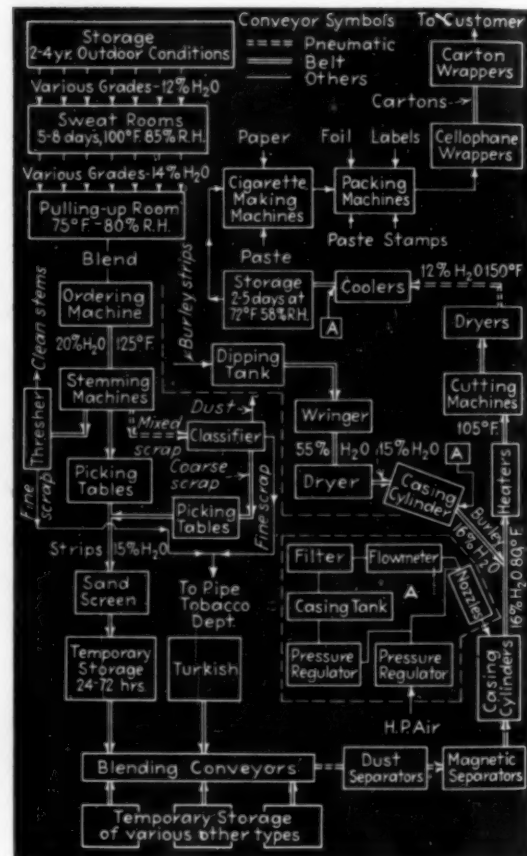 Storage
2-4 yr. Outdoor Conditions
Various Grades-12% H₂O
Sweat Rooms
5-8 days, 100°F. 85% R.H.
Various Grades-14% H₂O
Pulling-up Room
75°F. - 80% R.H.
Blend
Ordering
Machine
20% H₂O 125°F.
Stemming
Machines
Clean stems
Thresher
Fine
scrap
Picking
Tables
Mixed
scrap
Dust
Classifier
Coarse
scrap
Picking
Tables
Fine scrap
Strips 15% H₂O
To Pipe
Tobacco
Dept.
Sand
Screen
Temporary
Storage
24-72 hrs.
Turkish
Blending Conveyors
Temporary Storage
of various other types
Conveyor Symbols
Pneumatic
Belt
Others
To Customer
Carton
Wrappers
Cartons
Cellophane
Wrappers
Paper
Foil
Labels
Cigarette
Making
Machines
Packing
Machines
Paste
Paste Stamps
Storage
2-5 days at
72°F 58% R.H.
A
Coolers
12% H₂O 150°F.
Dryers
Cutting
Machines
105°F.
Heaters
Burley strips
Dipping
Tank
Wringer
55% H₂O
Dryer
15% H₂O
A
Casing
Cylinder
Burley
16% H₂O
16% H₂O 80°F.
Filter
Flowmeter
A
Nozzles
Casing Tank
Pressure
Regulator
Pressure
Regulator
H.P. Air
Casing
Cylinders
Dust
Separators
Magnetic
Separators